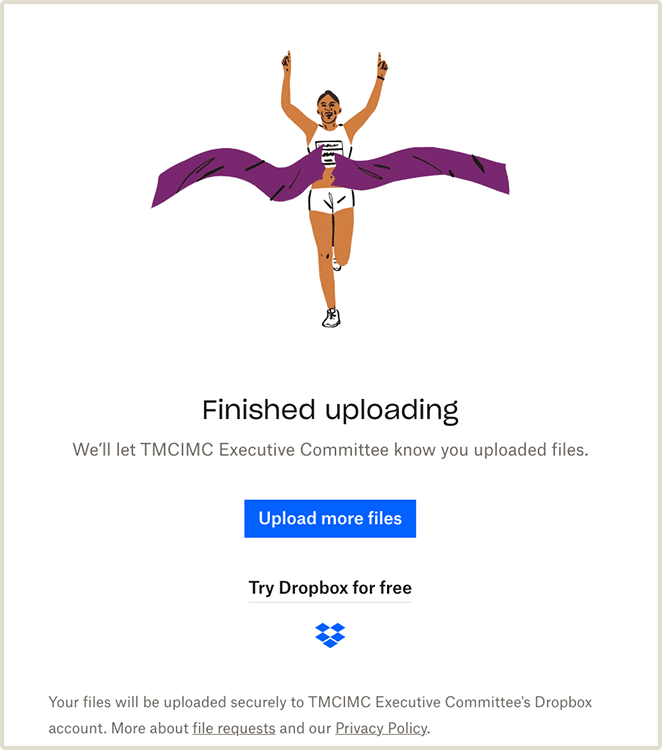 Finished uploading
We'll let TMCIMC Executive Committee know you uploaded files.
Upload more files
Try Dropbox for free
Your files will be uploaded securely to TMCIMC Executive Committee's Dropbox
account. More about file requests and our Privacy Policy.